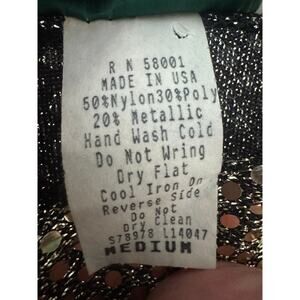 R N 58001
MADE IN USA
50%Nylon30%Poly
20% Metallic
Hand Wash Cold
Do Not Wring
Dry Flat
Cool Iron On
Reverse Side
Do Not
Dry Clean
S78978 L14047
MEDIUM